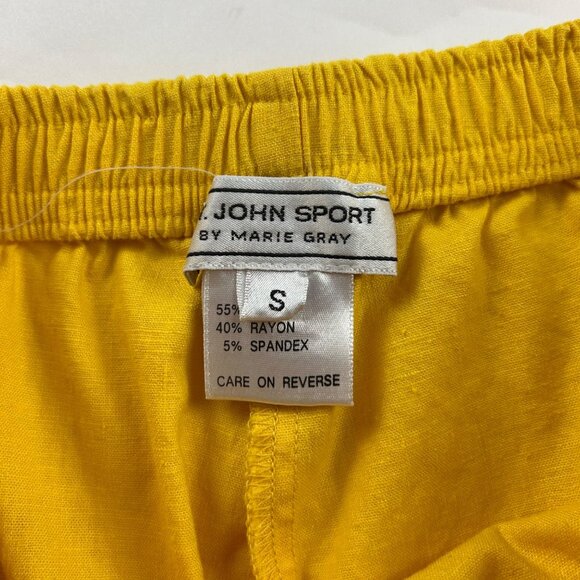 JOHN SPORT
BY MARIE GRAY
S
55%
40% RAYON
5% SPANDEX
CARE ON REVERSE